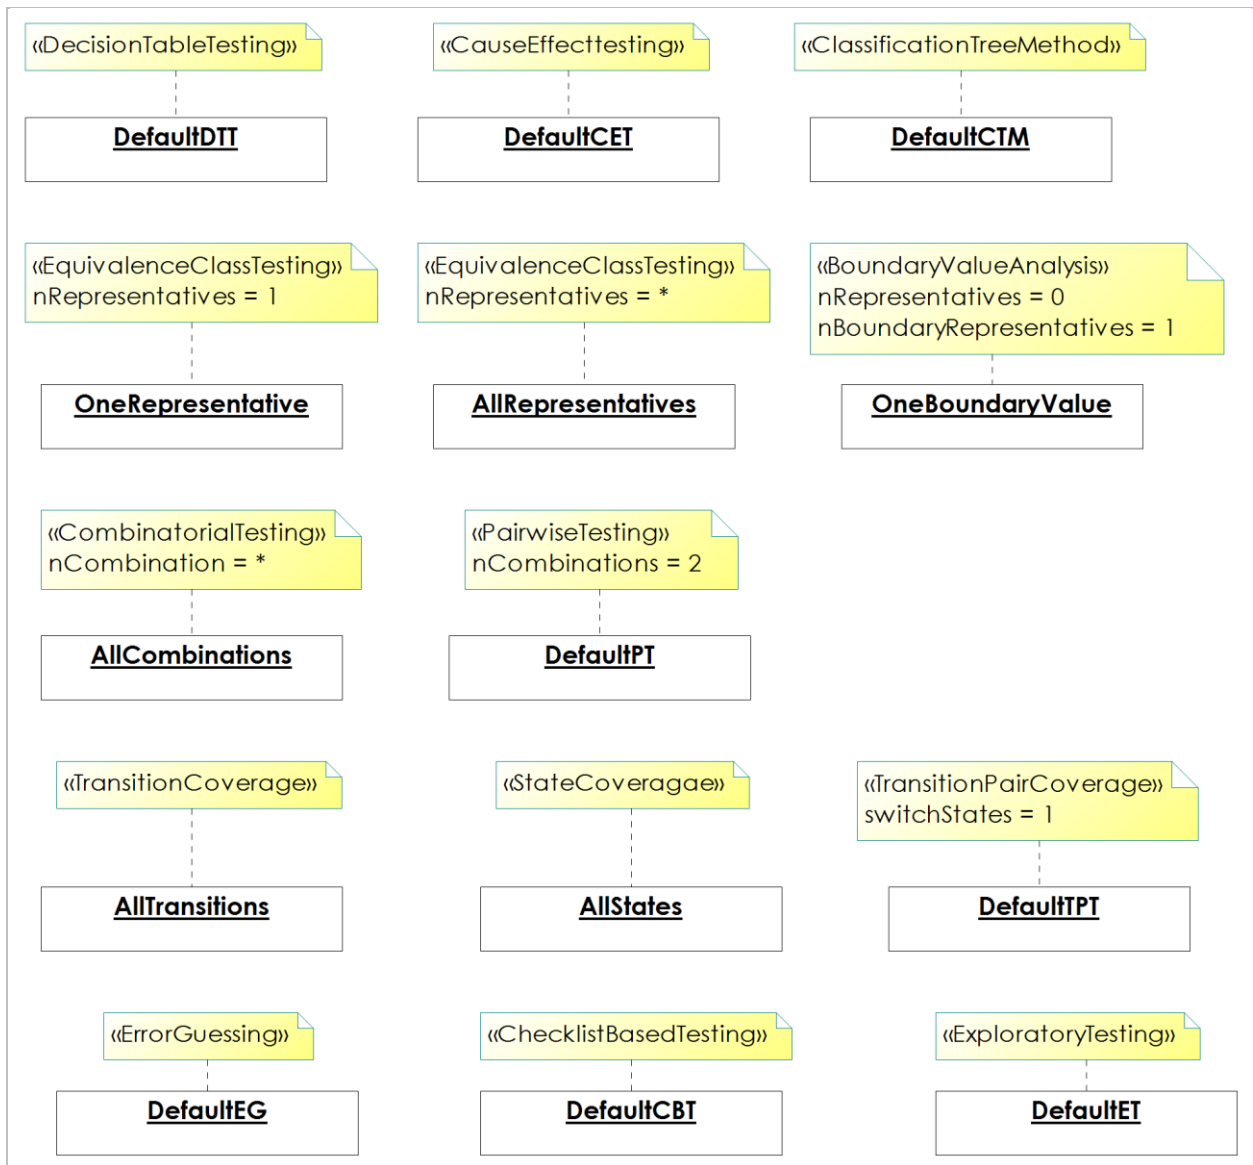 «DecisionTableTesting»
«CauseEffecttesting»
«ClassificationTreeMethod»
DefaultDTT
DefaultCET
DefaultCTM
«EquivalenceClassTesting»
nRepresentatives = 1
«EquivalenceClassTesting»
nRepresentatives = *
«BoundaryValueAnalysis»
nRepresentatives = 0
nBoundaryRepresentatives = 1
OneRepresentative
AllRepresentatives
OneBoundaryValue
«CombinatorialTesting»
nCombination = *
«PairwiseTesting»
nCombinations = 2
AllCombinations
DefaultPT
«TransitionCoverage»
«StateCoveragae»
«TransitionPairCoverage»
switchStates = 1
AllTransitions
AllStates
DefaultTPT
«ErrorGuessing»
«ChecklistBasedTesting»
«ExploratoryTesting»
DefaultEG
DefaultCBT
DefaultET